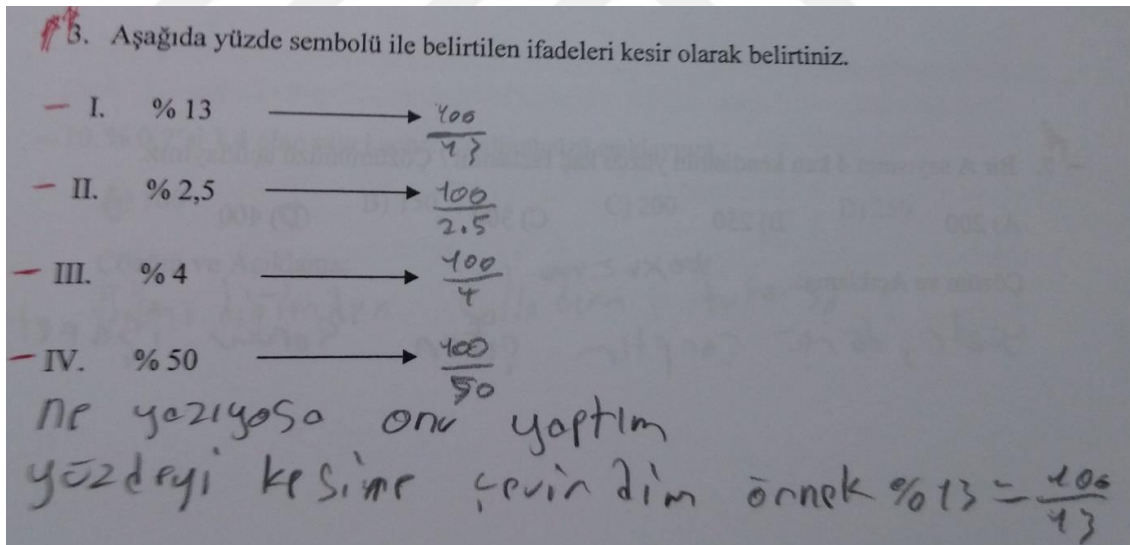 3. Aşağıda yüzde sembolü ile belirtilen ifadeleri kesir olarak belirtiniz.
I. % 13 → 100/13
II. % 2,5 → 100/2.5
III. % 4 → 100/4
IV. % 50 → 100/50
ne yazıyosa onu yaptım
yüzdeyi kesire çevirdim örnek %13 = 100/13